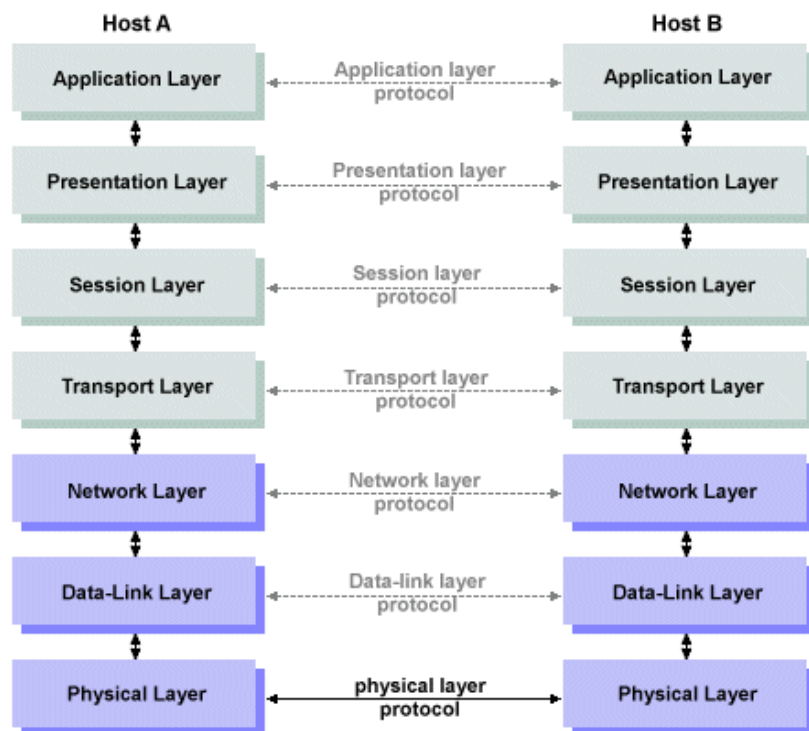 Host A
Host B
Application Layer
Application layer
protocol
Application Layer
Presentation Layer
Presentation layer
protocol
Presentation Layer
Session Layer
Session layer
protocol
Session Layer
Transport Layer
Transport layer
protocol
Transport Layer
Network Layer
Network layer
protocol
Network Layer
Data-Link Layer
Data-link layer
protocol
Data-Link Layer
Physical Layer
physical layer
protocol
Physical Layer